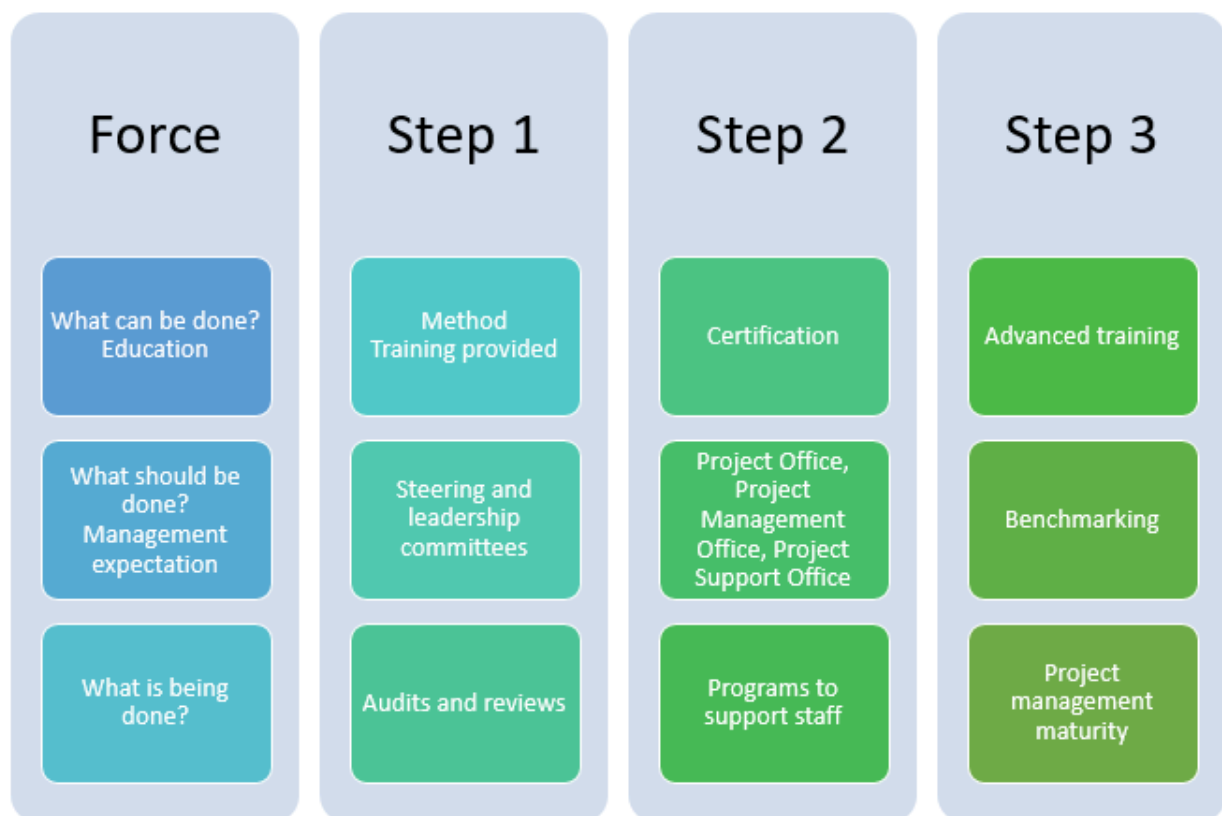 Force
What can be done?
Education
What should be
done?
Management
expectation
What is being
done?
Step 1
Method
Training provided
Steering and
leadership
committees
Audits and reviews
Step 2
Certification
Project Office,
Project
Management
Office, Project
Support Office
Programs to
support staff
Step 3
Advanced training
Benchmarking
Project
management
maturity